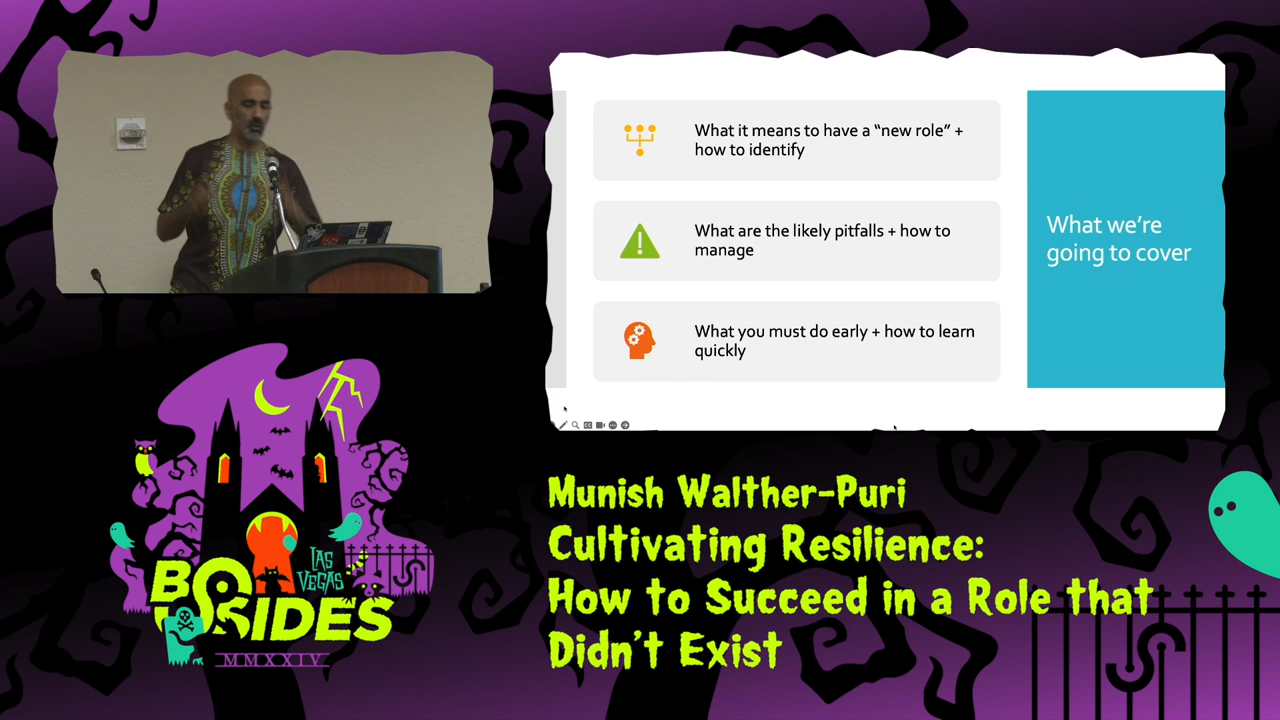 What it means to have a “new role” +
how to identify
What are the likely pitfalls + how to
manage
What you must do early + how to learn
quickly
What we’re
going to cover
Munish Walther-Puri
Cultivating Resilience:
How to Succeed in a Role that
Didn’t Exist
BSIDES
LAS
VEGAS
MMXXIV